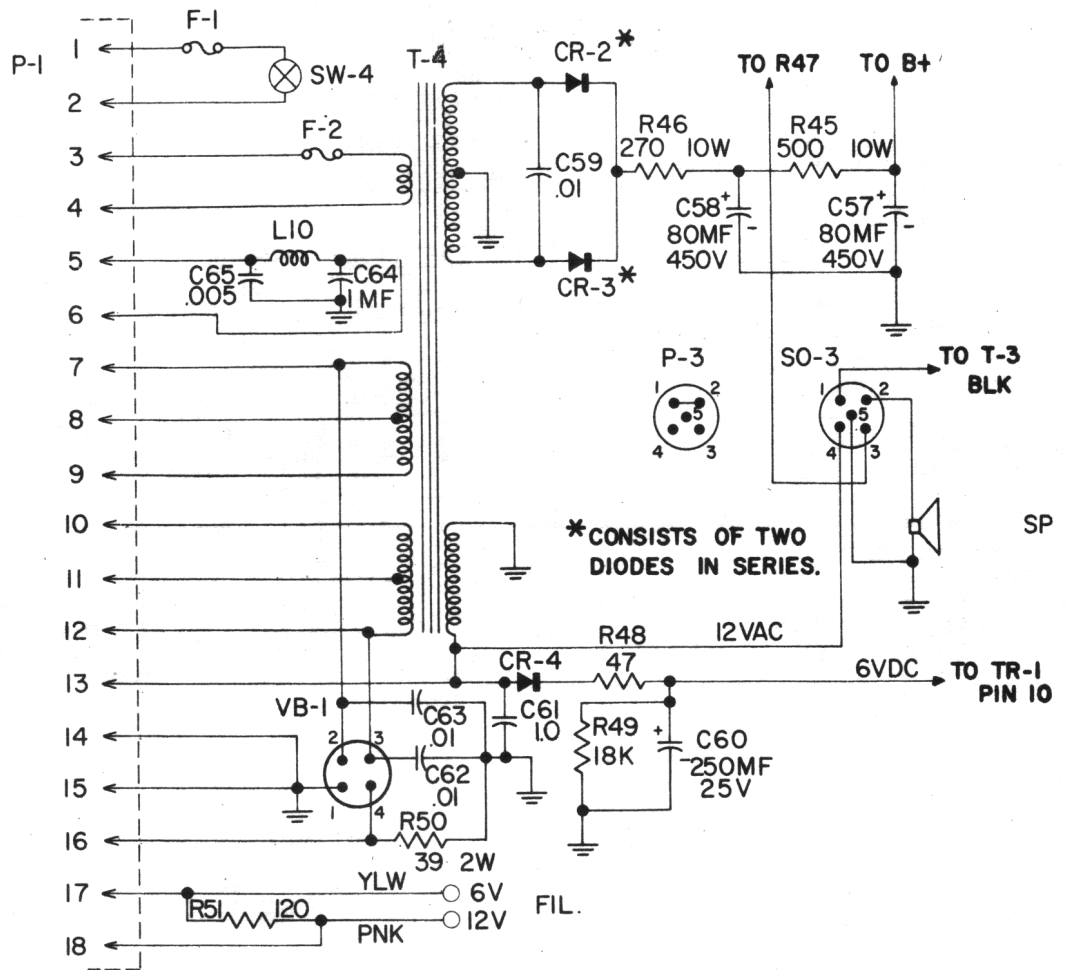 P-1
1
F-1
SW-4
2
3
F-2
4
5
L10
C65
.005
C64
1MF
6
7
8
9
10
11
12
13
14
15
16
17
18
T-4
CR-2*
C59
.01
CR-3*
R46
270 10W
C58 +
80MF -
450V
TO R47
TO B+
R45
500 10W
C57 +
80MF -
450V
P-3
1 2
5
4 3
SO-3
1 2
5
4 3
TO T-3
BLK
SP
*CONSISTS OF TWO
DIODES IN SERIES.
12VAC
R48
47
CR-4
6VDC
TO TR-1
PIN 10
VB-1
2 3
1 4
C63
.01
C62
.01
C61
1.0
R49
18K
+ C60
-250MF
25V
R50
39 2W
YLW
6V
R51 120
12V
PNK
FIL.